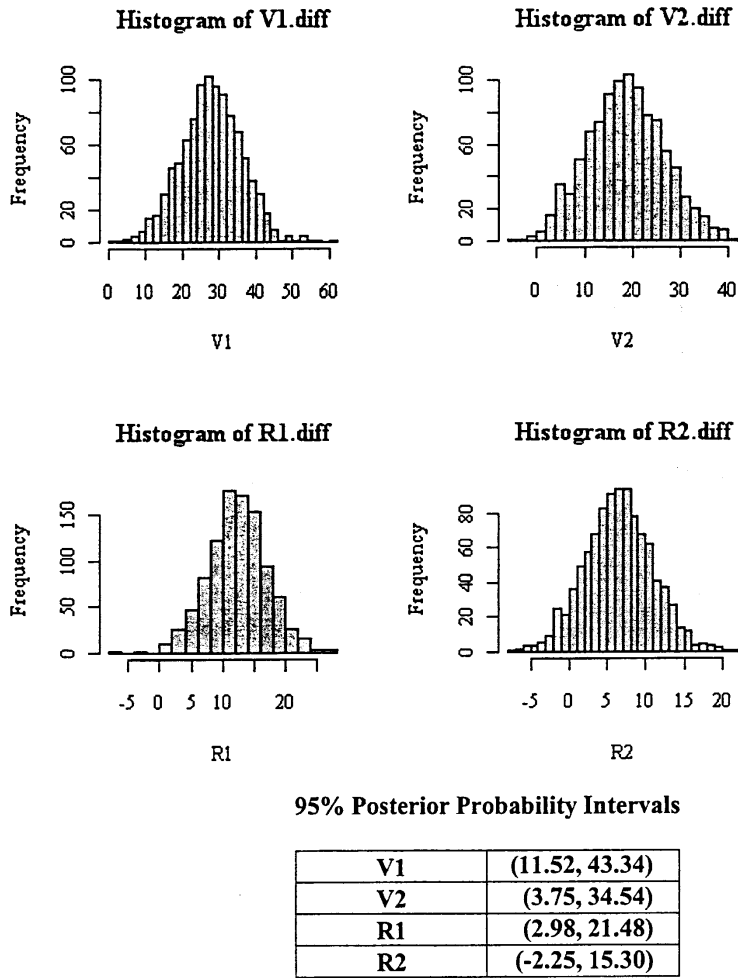 Histogram of V1.diff
Histogram of V2.diff
Frequency
0 20 60 100
0 10 20 30 40 50 60
V1
Frequency
0 20 60 100
0 10 20 30 40
V2
Histogram of R1.diff
Histogram of R2.diff
Frequency
0 50 100 150
-5 0 5 10 20
R1
Frequency
0 20 40 60 80
-5 0 5 10 15 20
R2
95% Posterior Probability Intervals
V1 (11.52, 43.34)
V2 (3.75, 34.54)
R1 (2.98, 21.48)
R2 (-2.25, 15.30)